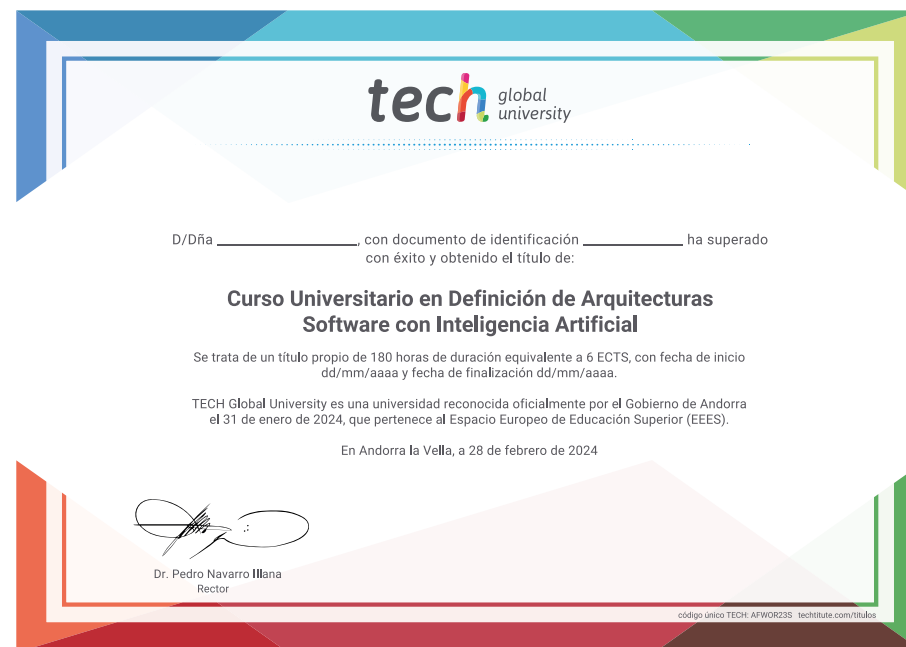 tech global university
D/Dña ______________, con documento de identificación __________ ha superado
con éxito y obtenido el título de:
Curso Universitario en Definición de Arquitecturas
Software con Inteligencia Artificial
Se trata de un título propio de 180 horas de duración equivalente a 6 ECTS, con fecha de inicio
dd/mm/aaaa y fecha de finalización dd/mm/aaaa.
TECH Global University es una universidad reconocida oficialmente por el Gobierno de Andorra
el 31 de enero de 2024, que pertenece al Espacio Europeo de Educación Superior (EEES).
En Andorra la Vella, a 28 de febrero de 2024
Dr. Pedro Navarro Illana
Rector
código único TECH: AFWOR23S techtitute.com/titulos